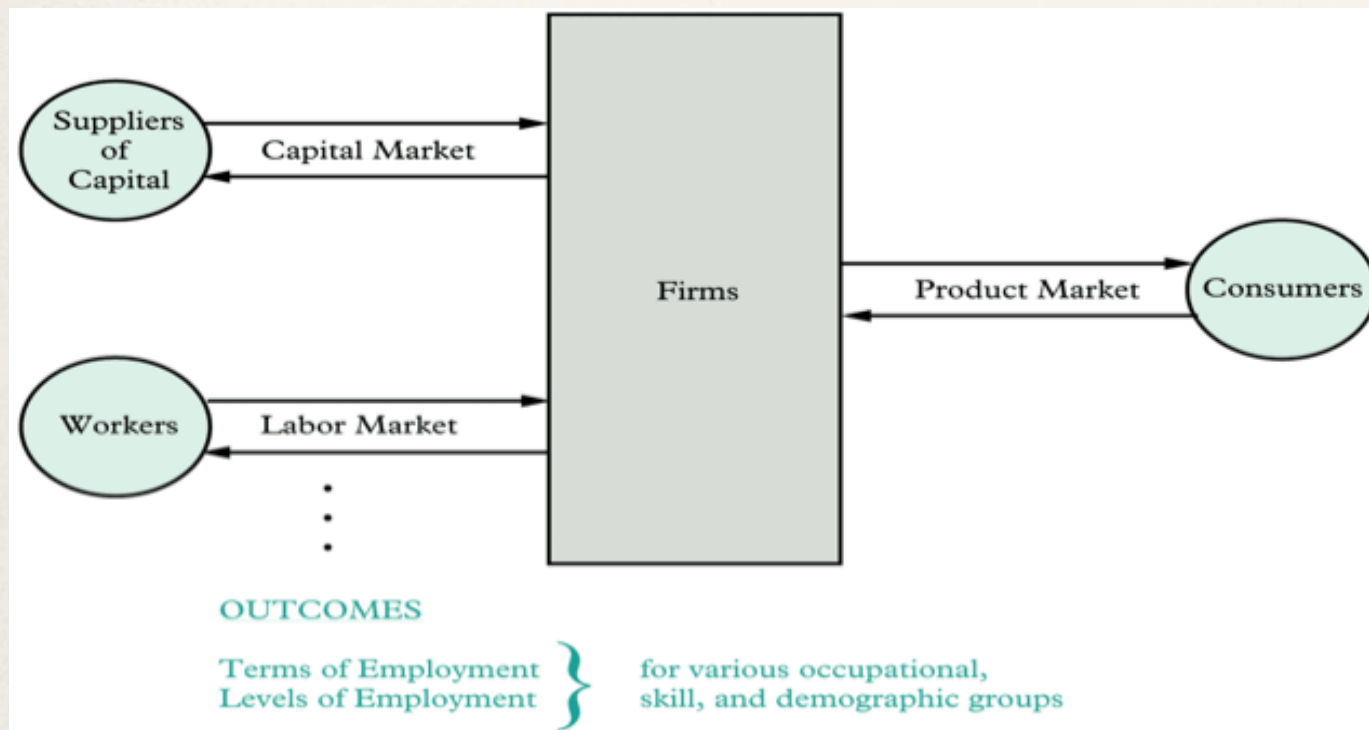 Suppliers
of
Capital
Capital Market
Firms
Product Market
Consumers
Workers
Labor Market
OUTCOMES
Terms of Employment
Levels of Employment
for various occupational,
skill, and demographic groups